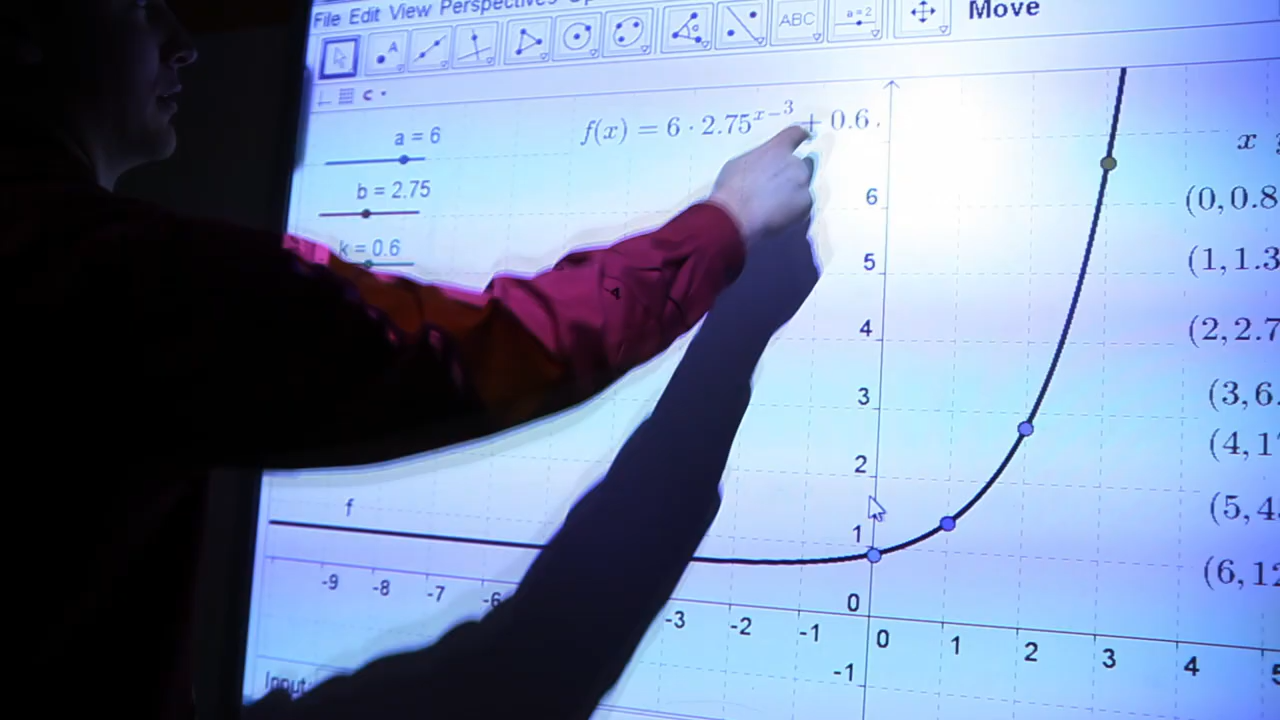 File Edit View Perspectives
ABC a=2 Move
a = 6
f(x) = 6 · 2.75^{x−3} + 0.6
b = 2.75
k = 0.6
x
(0, 0.8
(1, 1.3
(2, 2.7
(3, 6.
(4, 1
(5, 4.
(6, 12
6
5
4
3
2
1
0
-1
f
-9 -8 -7 -6 -3 -2 -1 0 1 2 3 4 5
Input: